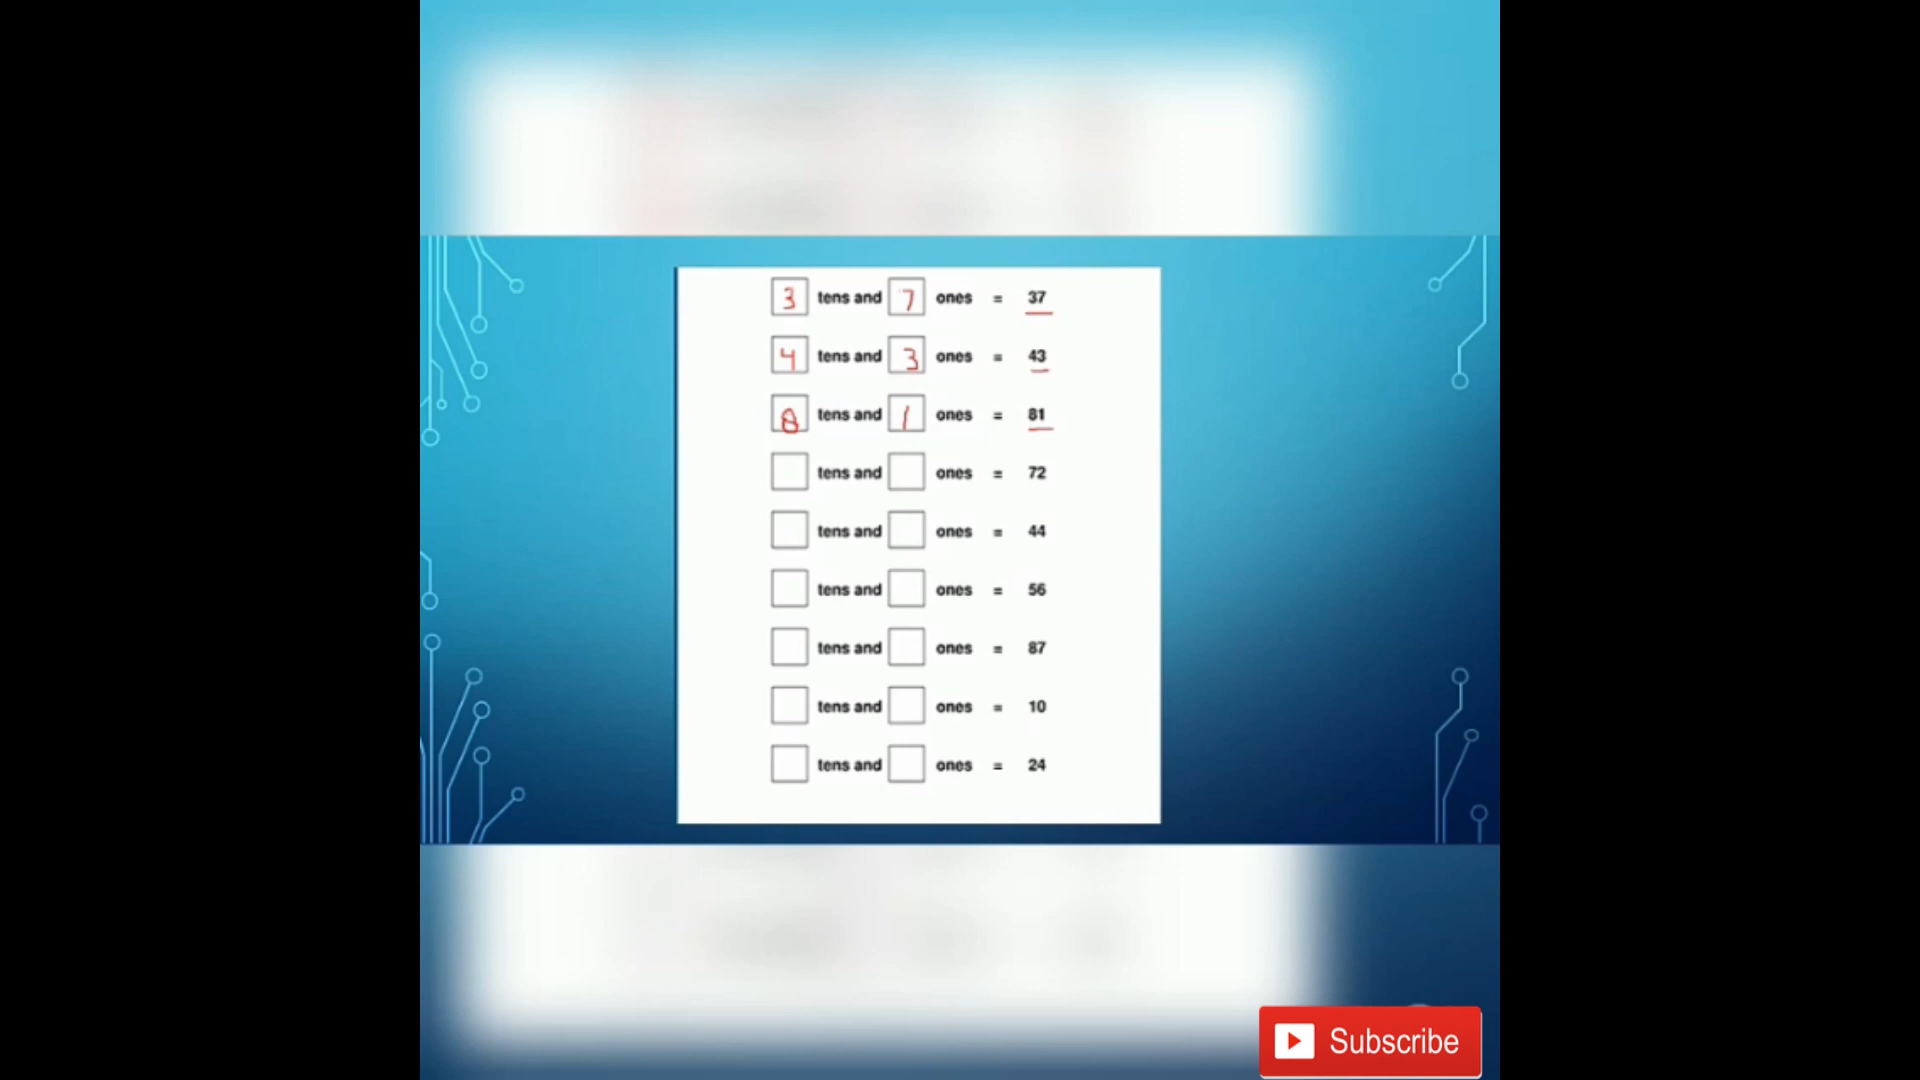 3 tens and 7 ones = 37
4 tens and 3 ones = 43
8 tens and 1 ones = 81
tens and ones = 72
tens and ones = 44
tens and ones = 56
tens and ones = 87
tens and ones = 10
tens and ones = 24
Subscribe